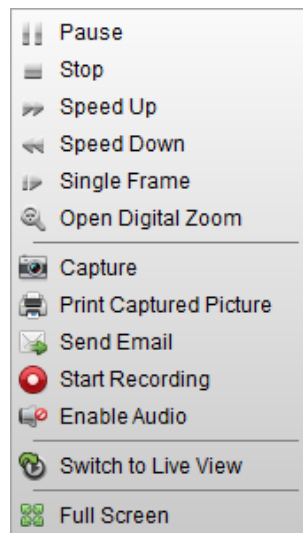 Pause
Stop
Speed Up
Speed Down
Single Frame
Open Digital Zoom
Capture
Print Captured Picture
Send Email
Start Recording
Enable Audio
Switch to Live View
Full Screen